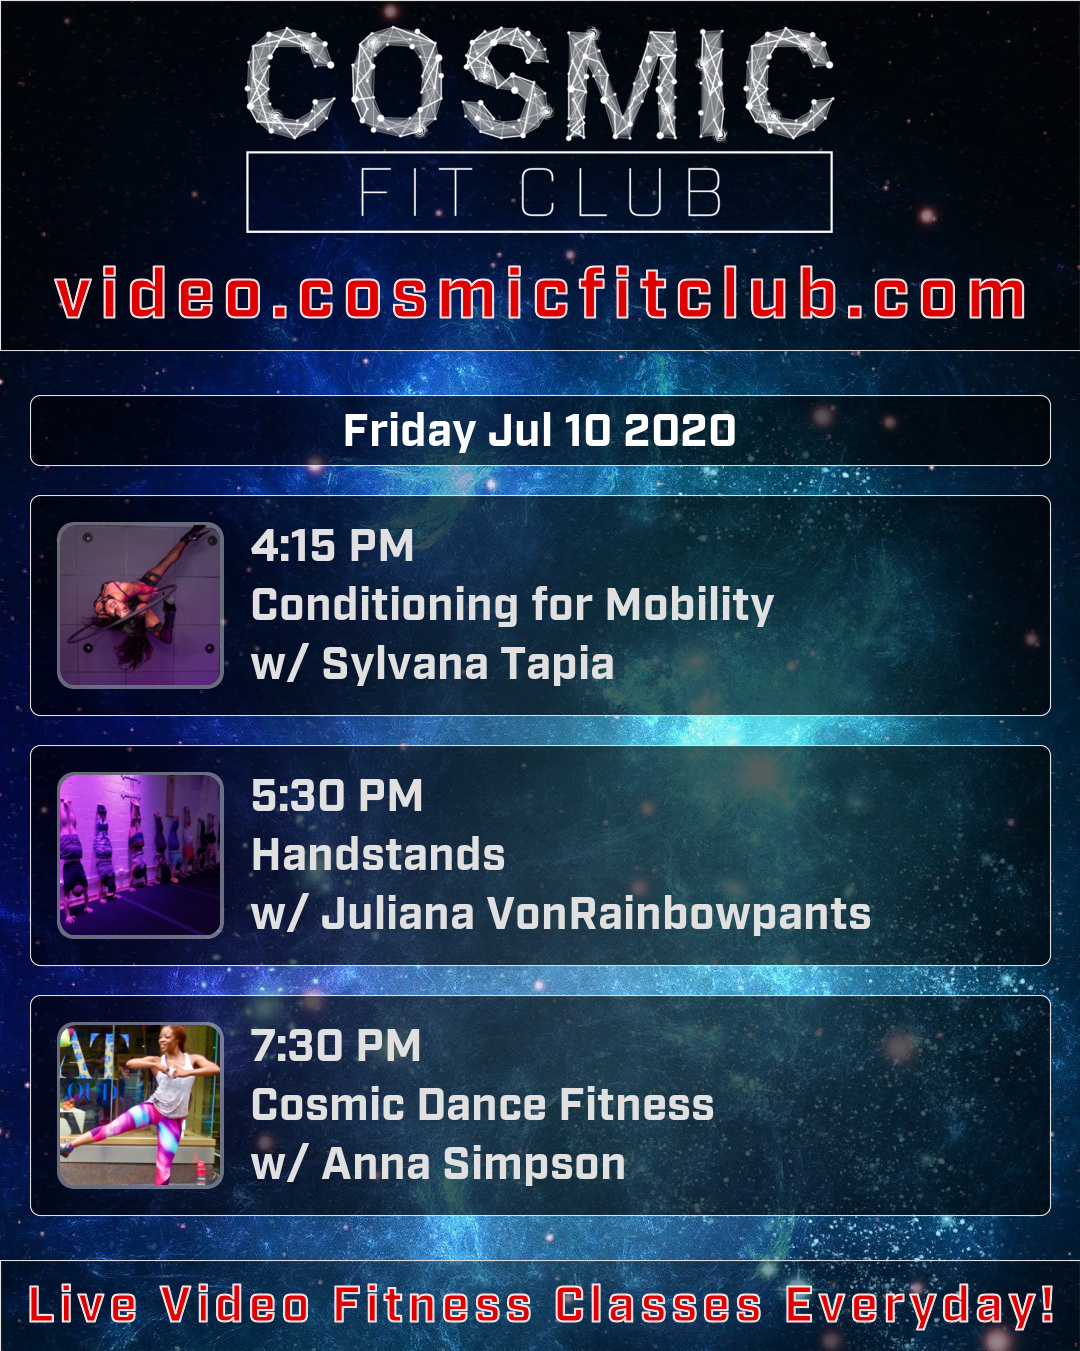 COSMIC
FIT CLUB
video.cosmicfitclub.com
Friday Jul 10 2020
4:15 PM
Conditioning for Mobility
w/ Sylvana Tapia
5:30 PM
Handstands
w/ Juliana VonRainbowpants
7:30 PM
Cosmic Dance Fitness
w/ Anna Simpson
Live Video Fitness Classes Everyday!